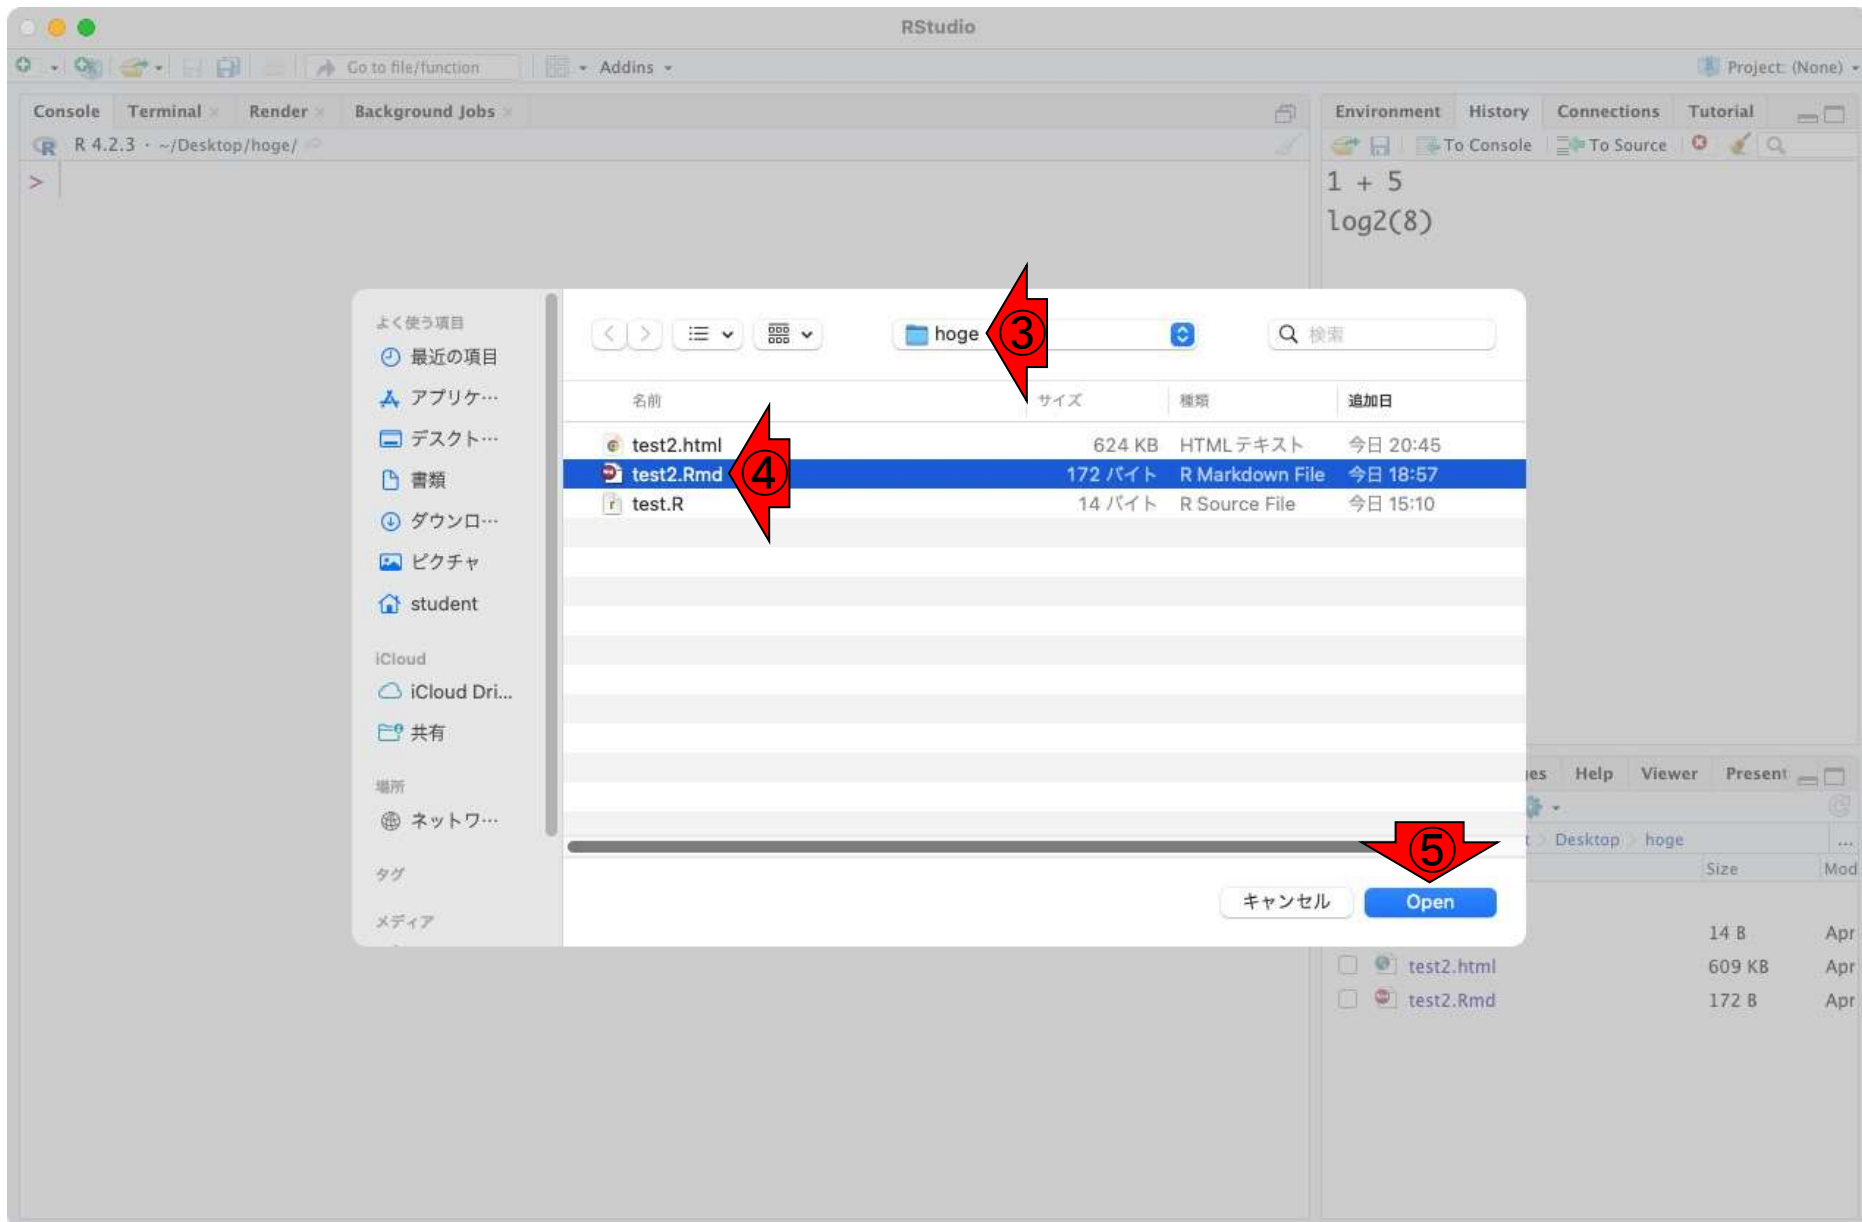 RStudio
Go to file/function
Addins
Project: (None)
Console Terminal Render Background Jobs
R 4.2.3 · ~/Desktop/hoge/
>
Environment History Connections Tutorial
To Console To Source
1 + 5
log2(8)
よく使う項目
最近の項目
アプリケ…
デスクト…
書類
ダウンロ…
ピクチャ
student
iCloud
iCloud Dri...
共有
場所
ネットワ…
タグ
メディア
hoge ③
検索
名前 サイズ 種類 追加日
test2.html 624 KB HTMLテキスト 今日 20:45
test2.Rmd ④ 172 バイト R Markdown File 今日 18:57
test.R 14 バイト R Source File 今日 15:10
⑤
キャンセル Open
es Help Viewer Present
t Desktop hoge ...
Size Mod
14 B Apr
test2.html 609 KB Apr
test2.Rmd 172 B Apr